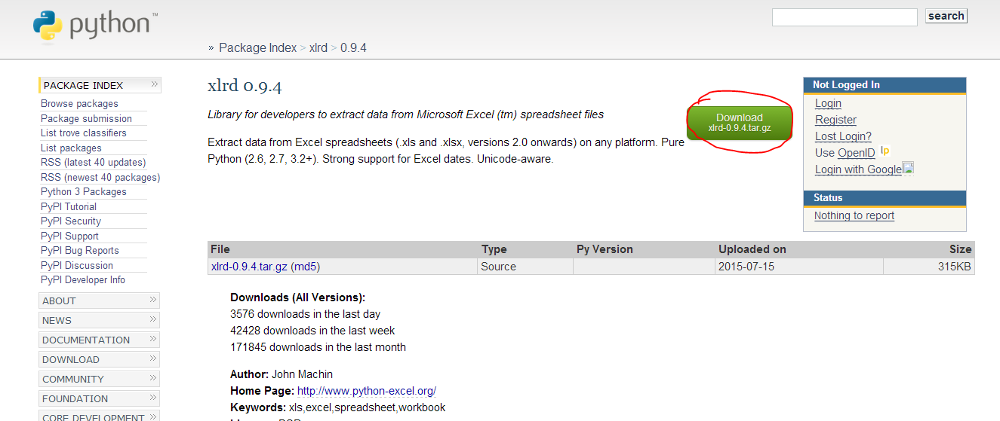 python™
search
» Package Index > xlrd > 0.9.4
PACKAGE INDEX »
Browse packages
Package submission
List trove classifiers
List packages
RSS (latest 40 updates)
RSS (newest 40 packages)
Python 3 Packages
PyPI Tutorial
PyPI Security
PyPI Support
PyPI Bug Reports
PyPI Discussion
PyPI Developer Info
ABOUT »
NEWS »
DOCUMENTATION »
DOWNLOAD »
COMMUNITY »
FOUNDATION »
CORE DEVELOPMENT »
xlrd 0.9.4
Library for developers to extract data from Microsoft Excel (tm) spreadsheet files
Extract data from Excel spreadsheets (.xls and .xlsx, versions 2.0 onwards) on any platform. Pure
Python (2.6, 2.7, 3.2+). Strong support for Excel dates. Unicode-aware.
Download
xlrd-0.9.4.tar.gz
Not Logged In
Login
Register
Lost Login?
Use OpenID lp
Login with Google
Status
Nothing to report
File Type Py Version Uploaded on Size
xlrd-0.9.4.tar.gz (md5) Source 2015-07-15 315KB
Downloads (All Versions):
3576 downloads in the last day
42428 downloads in the last week
171845 downloads in the last month
Author: John Machin
Home Page: http://www.python-excel.org/
Keywords: xls,excel,spreadsheet,workbook